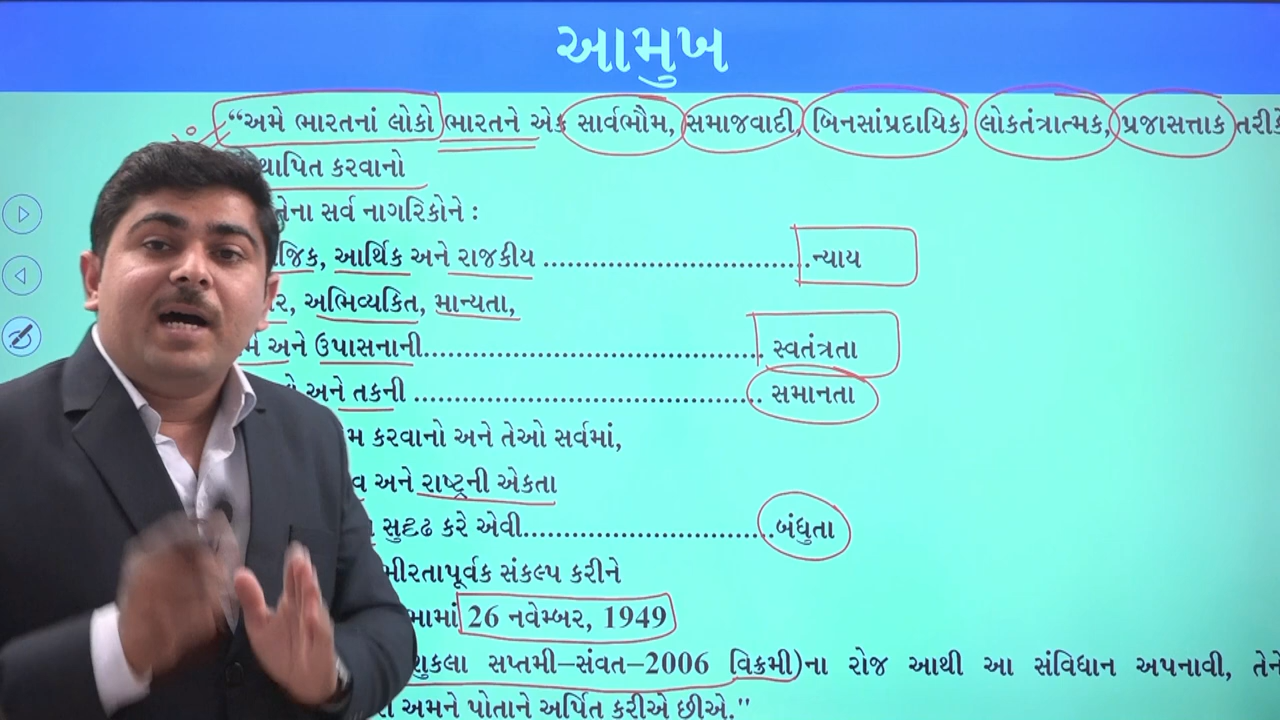 આમુખ
“અમે ભારતનાં લોકો ભારતને એક સાર્વભૌમ, સમાજવાદી, બિનસાંપ્રદાયિક, લોકતંત્રાત્મક, પ્રજાસત્તાક તરીકે
કરવાનો
તેના સર્વ નાગરિકોને :
આર્થિક અને રાજકીય ................................ ન્યાય
અભિવ્યકિત, માન્યતા,
અને ઉપાસનાની............................................ સ્વતંત્રતા
અને તકની ............................................. સમાનતા
કરવાનો અને તેઓ સર્વમાં,
અને રાષ્ટ્રની એકતા
સુદૃઢ કરે એવી................................ બંધુતા
સંકલ્પ કરીને
26 નવેમ્બર, 1949
સપ્તમી–સંવત–2006 વિક્રમી)ના રોજ આથી આ સંવિધાન અપનાવી, તેને
અમને પોતાને અર્પિત કરીએ છીએ."